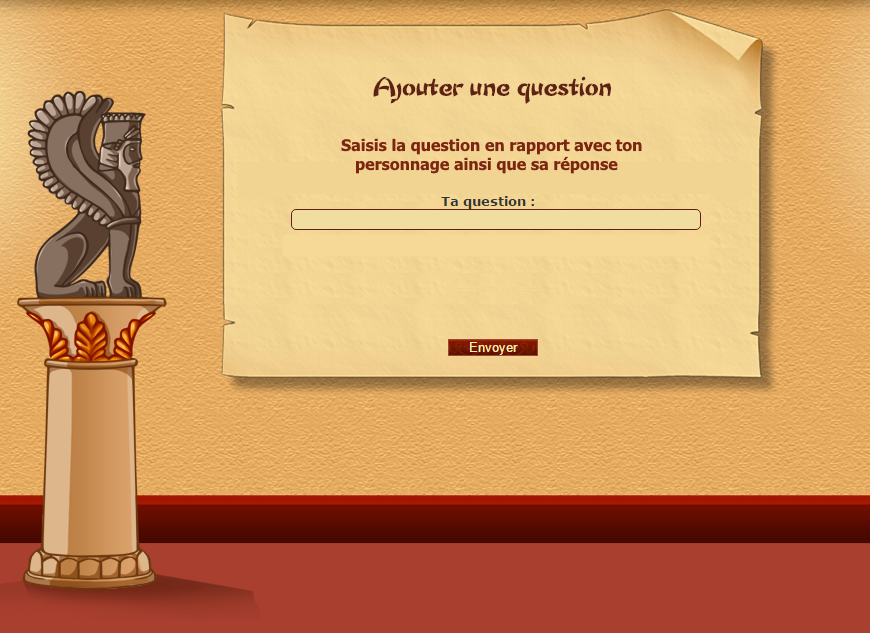 Ajouter une question
Saisis la question en rapport avec ton
personnage ainsi que sa réponse
Ta question :
Envoyer